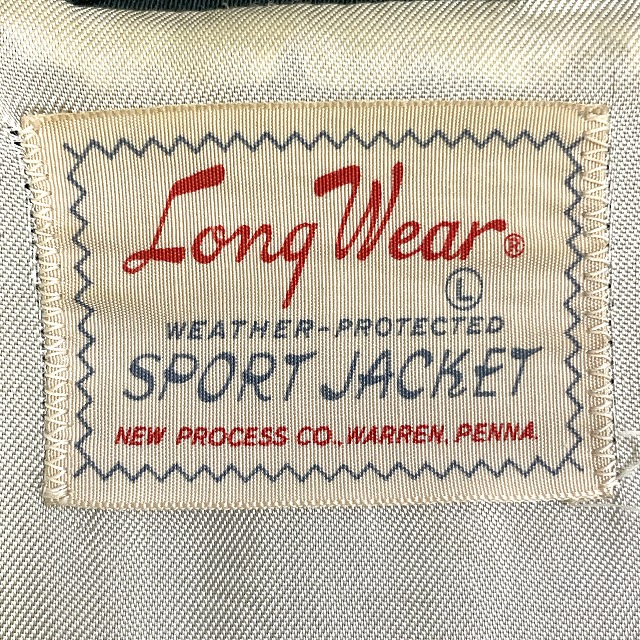 Long Wear®
L
WEATHER-PROTECTED
SPORT JACKET
NEW PROCESS CO., WARREN, PENNA.